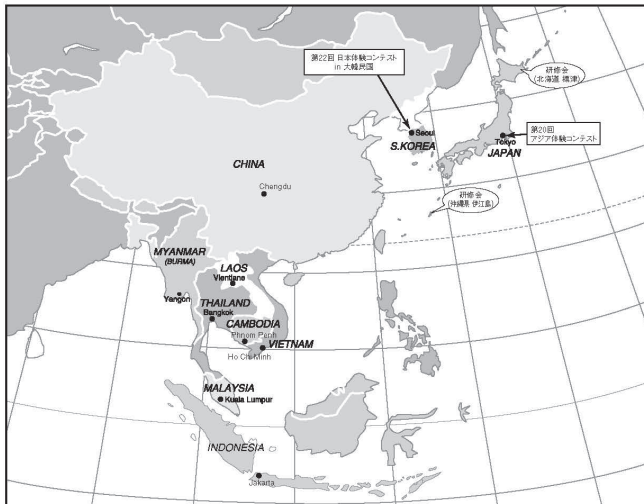 第22回 日本体験コンテスト
in 大韓民国
研修会
(北海道 標津)
Seoul
S.KOREA
第20回
アジア体験コンテスト
Tokyo
JAPAN
CHINA
Chengdu
研修会
(沖縄県 伊江島)
MYANMAR
(BURMA)
LAOS
Vientiane
Yangon
THAILAND
Bangkok
CAMBODIA
Phnom Penh
VIETNAM
Ho Chi Minh
MALAYSIA
Kuala Lumpur
INDONESIA
Jakarta